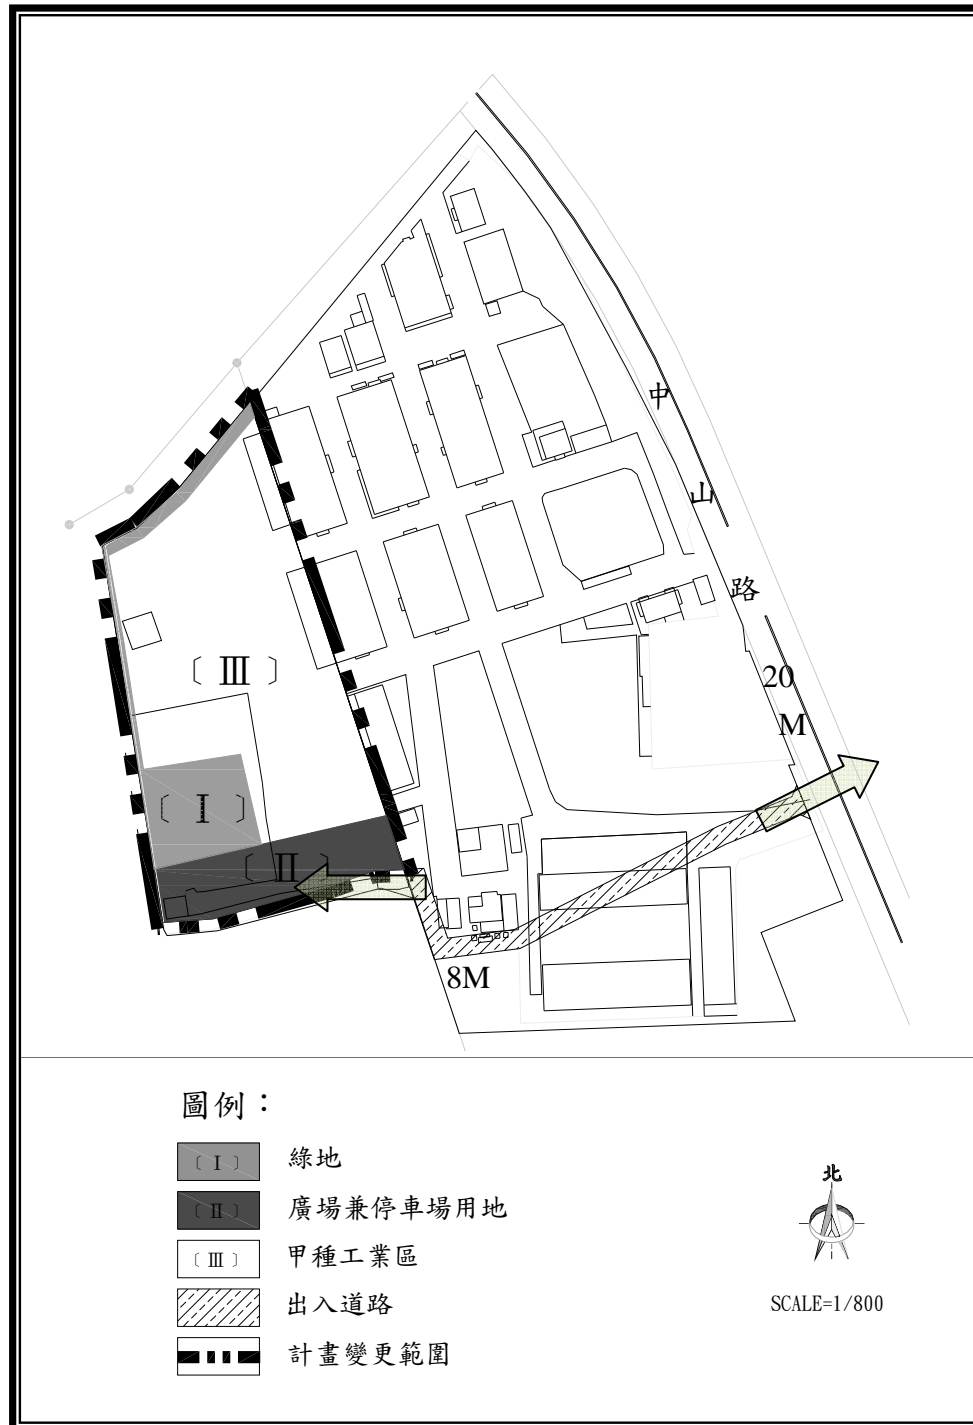 中
山
路
20
M
〔 Ⅲ 〕
〔 Ⅰ 〕
〔 Ⅱ 〕
8M
圖例：
〔 Ⅰ 〕 綠地
〔 Ⅱ 〕 廣場兼停車場用地
〔 Ⅲ 〕 甲種工業區
出入道路
計畫變更範圍
北
SCALE=1/800